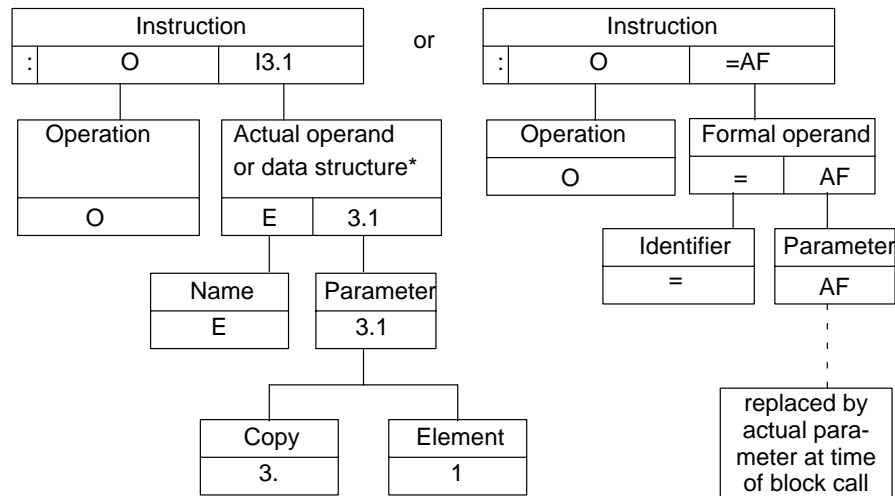 Instruction
: O I3.1
or
Instruction
: O =AF
Operation
O
Actual operand
or data structure*
E 3.1
Operation
O
Formal operand
= AF
Name
E
Parameter
3.1
Identifier
=
Parameter
AF
Copy
3.
Element
1
replaced by
actual para-
meter at time
of block call